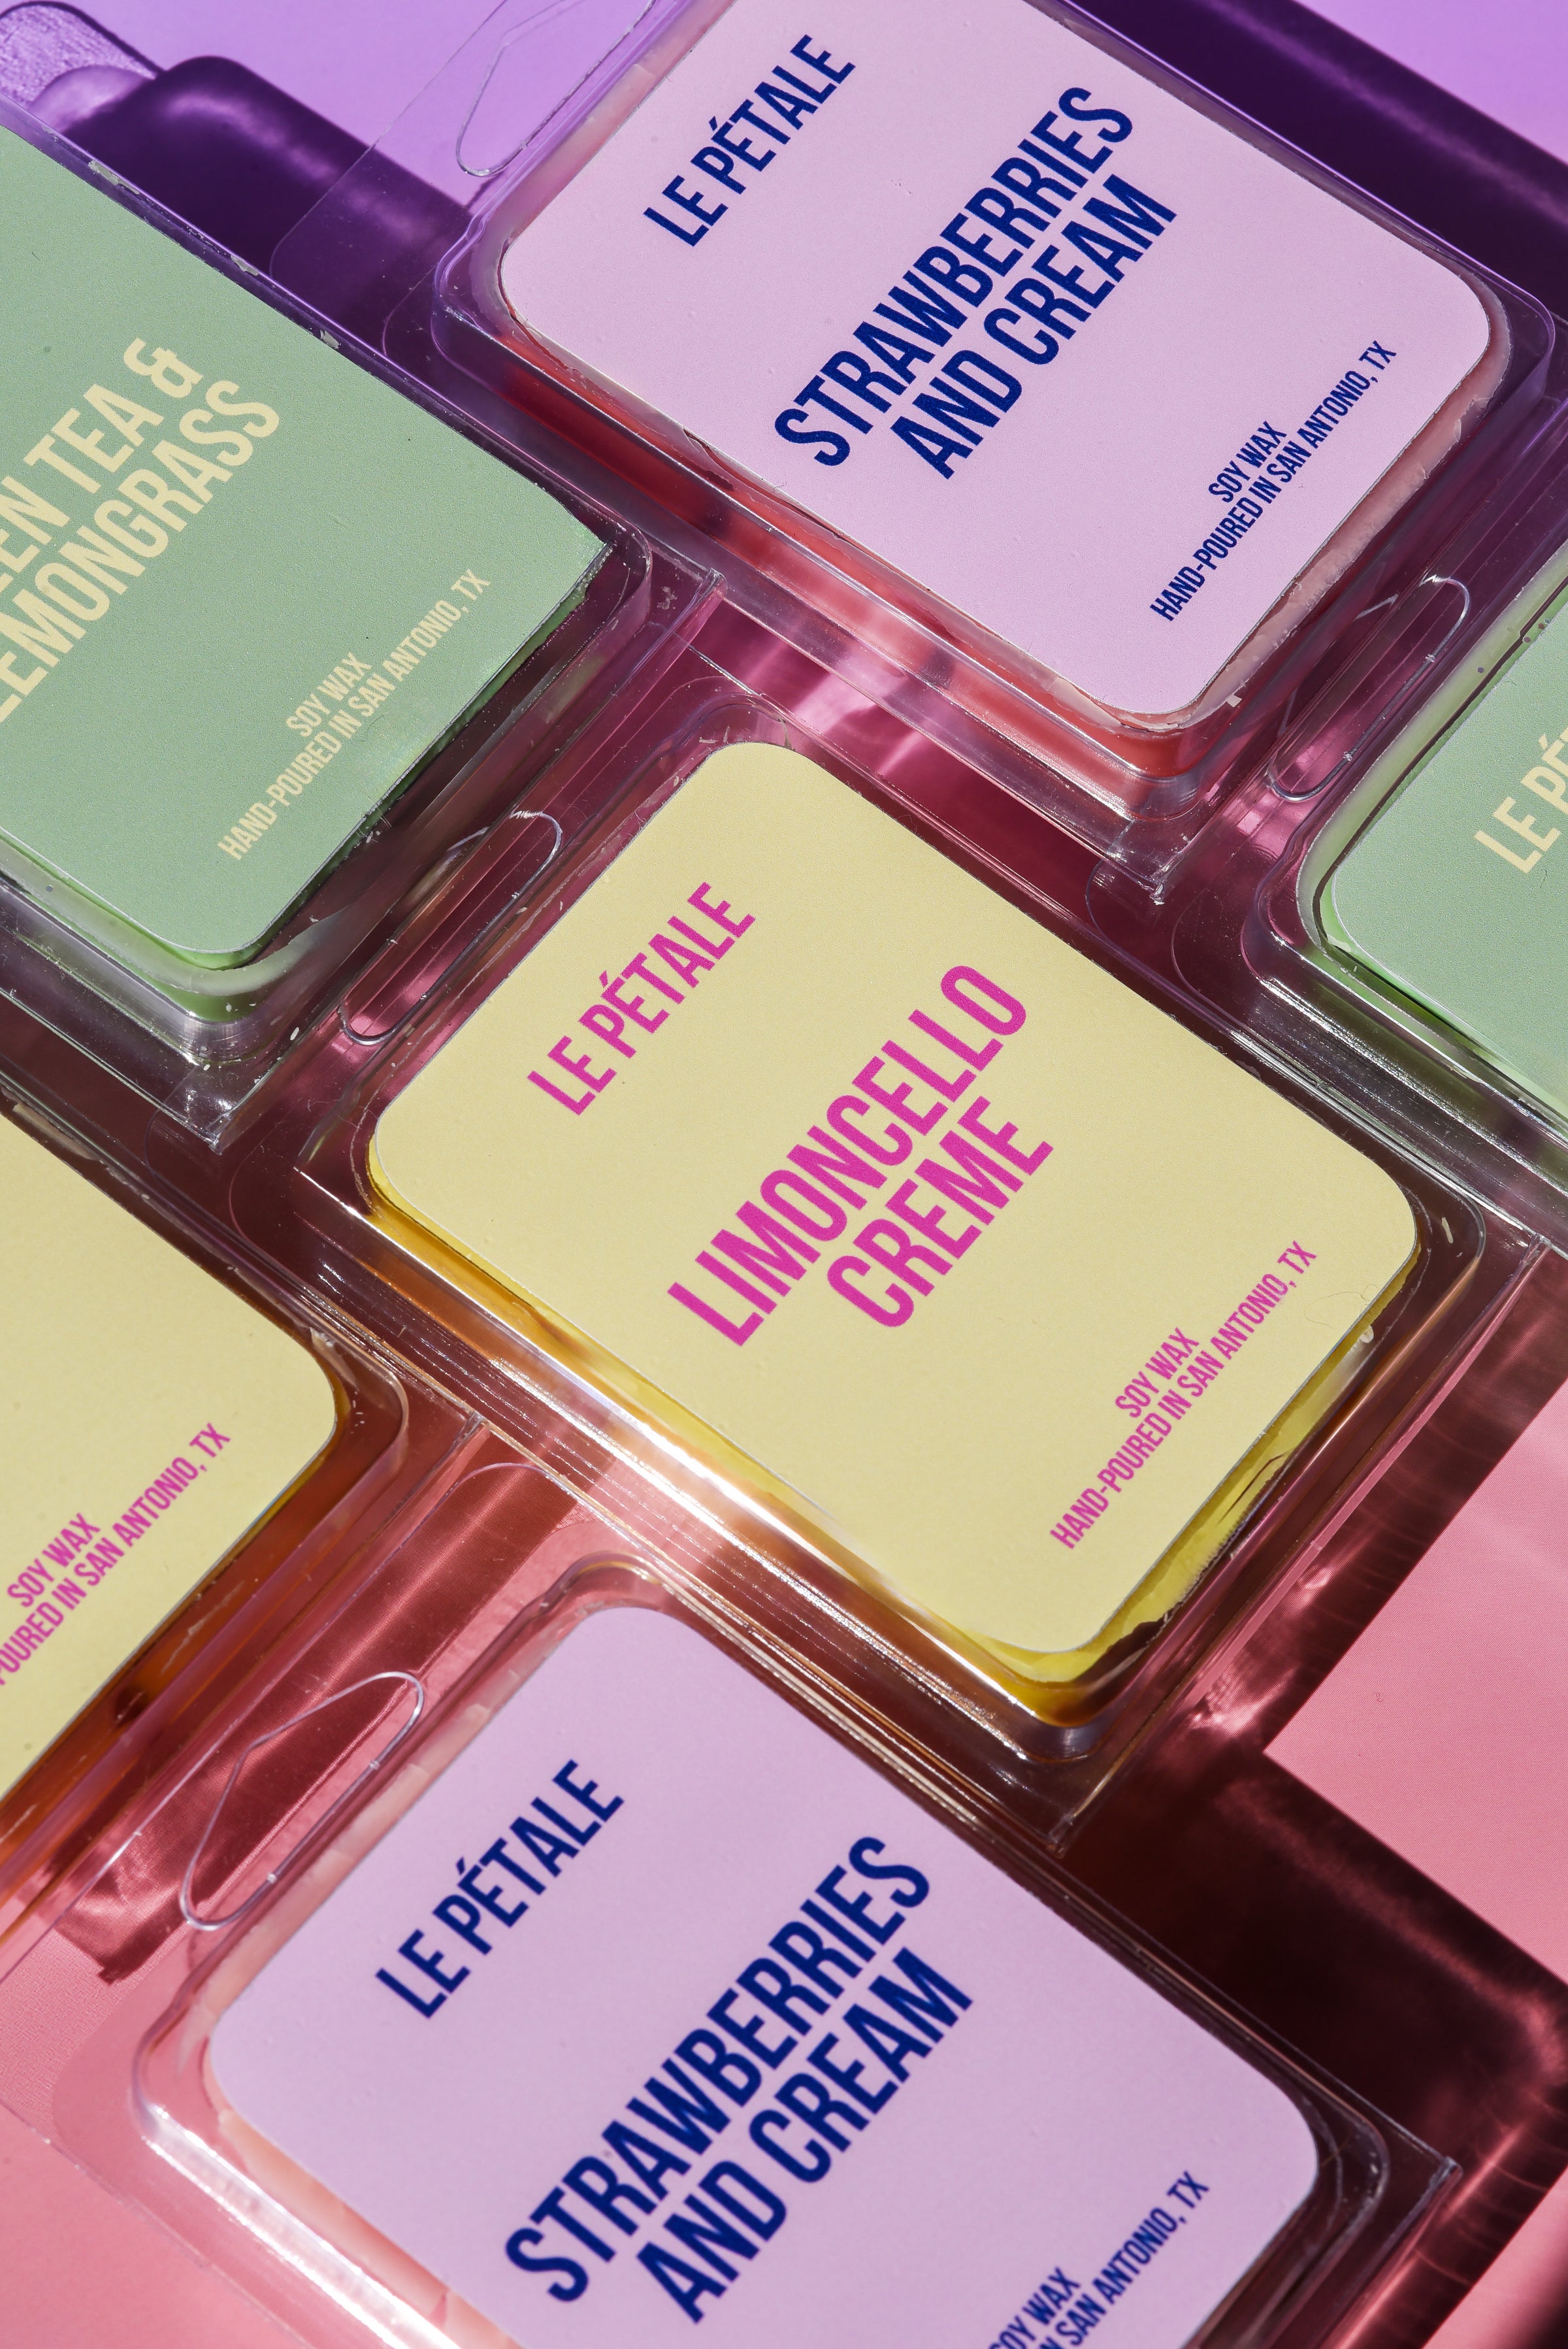 LE PÉTALE
STRAWBERRIES
AND CREAM
SOY WAX
HAND-POURED IN SAN ANTONIO, TX
TEA &
LEMONGRASS
SOY WAX
HAND-POURED IN SAN ANTONIO, TX
LE
LE PÉTALE
LIMONCELLO
CREME
SOY WAX
HAND-POURED IN SAN ANTONIO, TX
SOY WAX
POURED IN SAN ANTONIO, TX
LE PÉTALE
STRAWBERRIES
AND CREAM
SOY WAX
IN SAN ANTONIO, TX